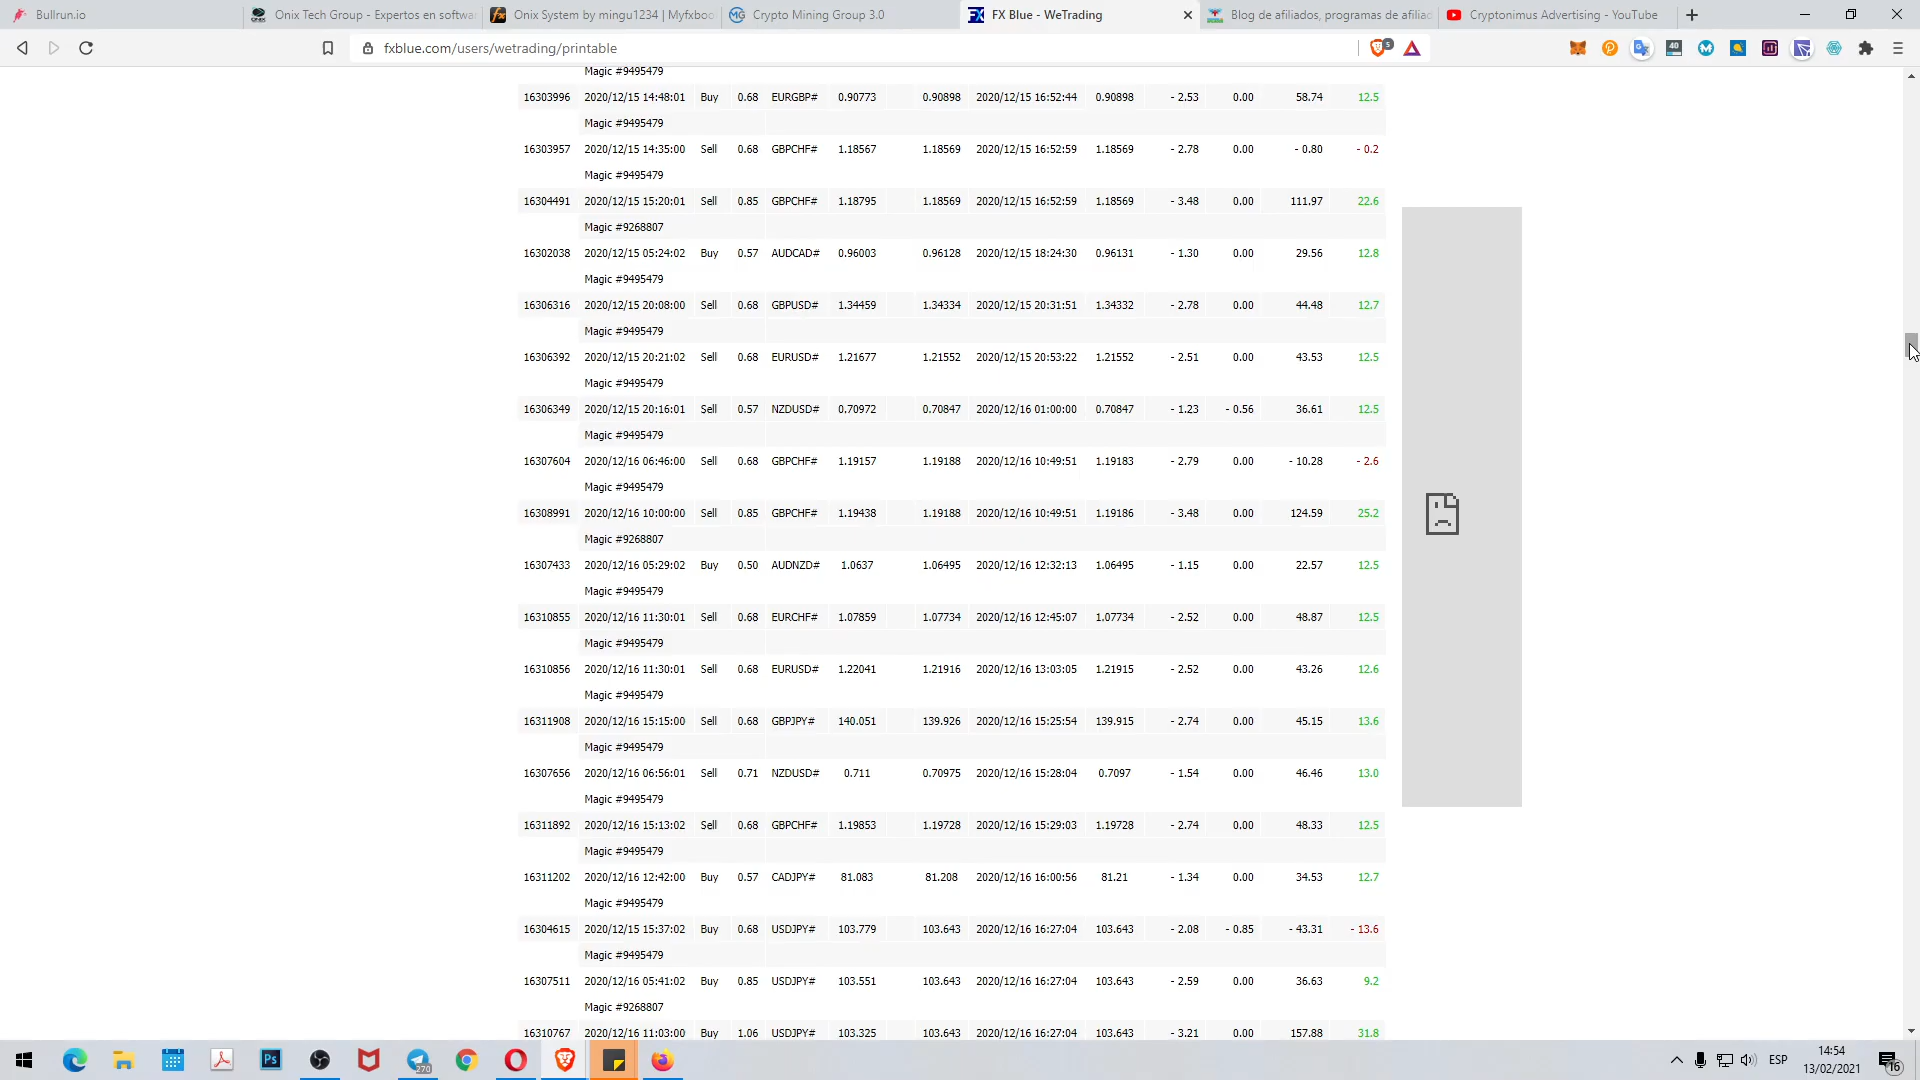 Bullrun.io
Onix Tech Group - Expertos en softwa
Onix System by mingu1234 | Myfxboo
Crypto Mining Group 3.0
FX Blue - WeTrading
Blog de afiliados, programas de afilia
Cryptonimus Advertising - YouTube
fxblue.com/users/wetrading/printable
5
40
Magic #9495479
16303996 2020/12/15 14:48:01 Buy 0.68 EURGBP# 0.90773 0.90898 2020/12/15 16:52:44 0.90898 - 2.53 0.00 58.74 12.5
Magic #9495479
16303957 2020/12/15 14:35:00 Sell 0.68 GBPCHF# 1.18567 1.18569 2020/12/15 16:52:59 1.18569 - 2.78 0.00 - 0.80 - 0.2
Magic #9495479
16304491 2020/12/15 15:20:01 Sell 0.85 GBPCHF# 1.18795 1.18569 2020/12/15 16:52:59 1.18569 - 3.48 0.00 111.97 22.6
Magic #9268807
16302038 2020/12/15 05:24:02 Buy 0.57 AUDCAD# 0.96003 0.96128 2020/12/15 18:24:30 0.96131 - 1.30 0.00 29.56 12.8
Magic #9495479
16306316 2020/12/15 20:08:00 Sell 0.68 GBPUSD# 1.34459 1.34334 2020/12/15 20:31:51 1.34332 - 2.78 0.00 44.48 12.7
Magic #9495479
16306392 2020/12/15 20:21:02 Sell 0.68 EURUSD# 1.21677 1.21552 2020/12/15 20:53:22 1.21552 - 2.51 0.00 43.53 12.5
Magic #9495479
16306349 2020/12/15 20:16:01 Sell 0.57 NZDUSD# 0.70972 0.70847 2020/12/16 01:00:00 0.70847 - 1.23 - 0.56 36.61 12.5
Magic #9495479
16307604 2020/12/16 06:46:00 Sell 0.68 GBPCHF# 1.19157 1.19188 2020/12/16 10:49:51 1.19183 - 2.79 0.00 - 10.28 - 2.6
Magic #9495479
16308991 2020/12/16 10:00:00 Sell 0.85 GBPCHF# 1.19438 1.19188 2020/12/16 10:49:51 1.19186 - 3.48 0.00 124.59 25.2
Magic #9268807
16307433 2020/12/16 05:29:02 Buy 0.50 AUDNZD# 1.0637 1.06495 2020/12/16 12:32:13 1.06495 - 1.15 0.00 22.57 12.5
Magic #9495479
16310855 2020/12/16 11:30:01 Sell 0.68 EURCHF# 1.07859 1.07734 2020/12/16 12:45:07 1.07734 - 2.52 0.00 48.87 12.5
Magic #9495479
16310856 2020/12/16 11:30:01 Sell 0.68 EURUSD# 1.22041 1.21916 2020/12/16 13:03:05 1.21915 - 2.52 0.00 43.26 12.6
Magic #9495479
16311908 2020/12/16 15:15:00 Sell 0.68 GBPJPY# 140.051 139.926 2020/12/16 15:25:54 139.915 - 2.74 0.00 45.15 13.6
Magic #9495479
16307656 2020/12/16 06:56:01 Sell 0.71 NZDUSD# 0.711 0.70975 2020/12/16 15:28:04 0.7097 - 1.54 0.00 46.46 13.0
Magic #9495479
16311892 2020/12/16 15:13:02 Sell 0.68 GBPCHF# 1.19853 1.19728 2020/12/16 15:29:03 1.19728 - 2.74 0.00 48.33 12.5
Magic #9495479
16311202 2020/12/16 12:42:00 Buy 0.57 CADJPY# 81.083 81.208 2020/12/16 16:00:56 81.21 - 1.34 0.00 34.53 12.7
Magic #9495479
16304615 2020/12/15 15:37:02 Buy 0.68 USDJPY# 103.779 103.643 2020/12/16 16:27:04 103.643 - 2.08 - 0.85 - 43.31 - 13.6
Magic #9495479
16307511 2020/12/16 05:41:02 Buy 0.85 USDJPY# 103.551 103.643 2020/12/16 16:27:04 103.643 - 2.59 0.00 36.63 9.2
Magic #9268807
16310767 2020/12/16 11:03:00 Buy 1.06 USDJPY# 103.325 103.643 2020/12/16 16:27:04 103.643 - 3.21 0.00 157.88 31.8
Ps
270
ESP
14:54
13/02/2021
16